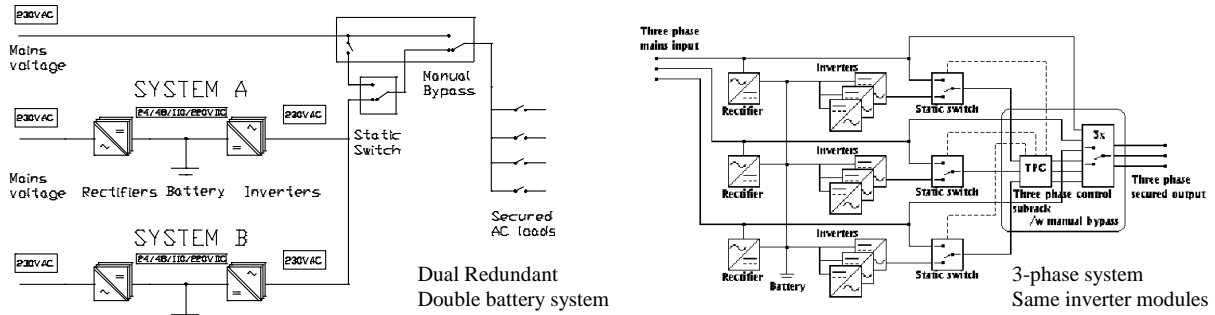 230VAC
Mains
voltage
SYSTEM A
230VAC
24/48/110/220VDC
230VAC
Manual
Bypass
Static
Switch
Mains
voltage
Rectifiers
Battery
Inverters
SYSTEM B
230VAC
24/48/110/220VDC
230VAC
Secured
AC loads
Dual Redundant
Double battery system
Three phase
mains input
Inverters
Rectifier
Static switch
Inverters
Rectifier
Static switch
3x
TPC
Three phase control
subrack
/w manual bypass
Three phase
secured output
Inverters
Rectifier
Battery
Static switch
3-phase system
Same inverter modules